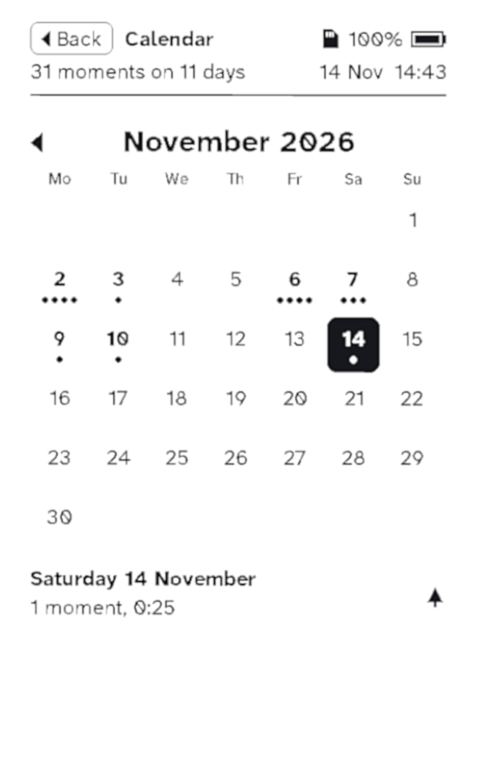 Back Calendar 100%
31 moments on 11 days 14 Nov 14:43
November 2026
Mo Tu We Th Fr Sa Su
1
2 3 4 5 6 7 8
9 10 11 12 13 14 15
16 17 18 19 20 21 22
23 24 25 26 27 28 29
30
Saturday 14 November
1 moment, 0:25